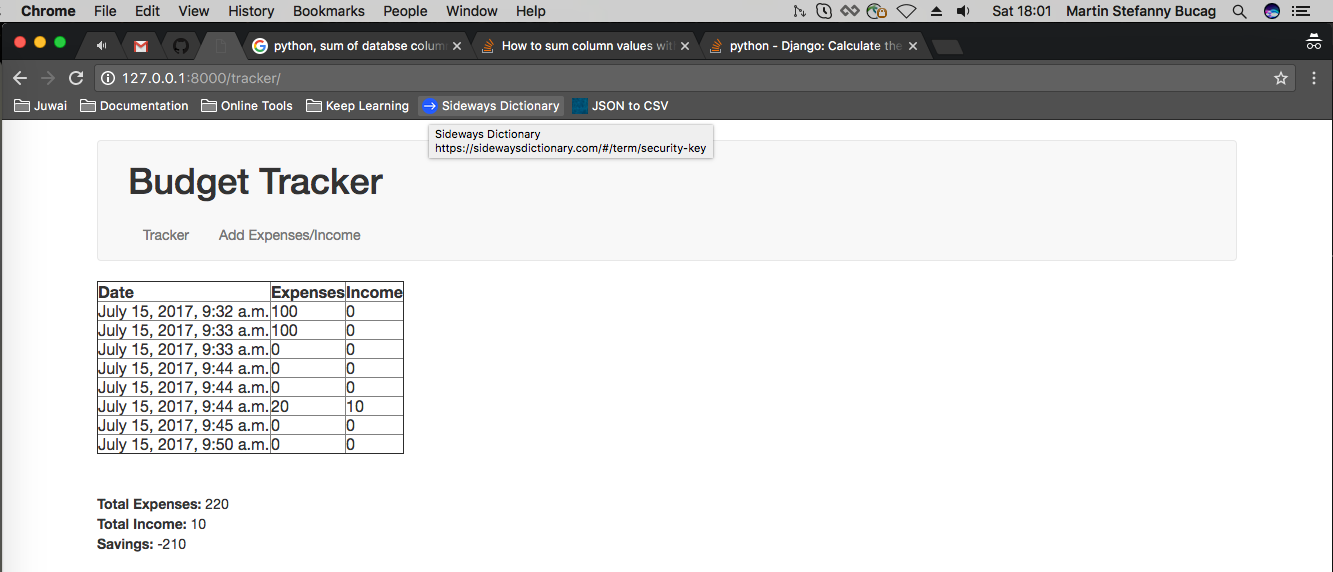 Chrome File Edit View History Bookmarks People Window Help Sat 18:01 Martin Stefanny Bucag
python, sum of databse colum How to sum column values wit python - Django: Calculate the
127.0.0.1:8000/tracker/
Juwai Documentation Online Tools Keep Learning Sideways Dictionary JSON to CSV
Sideways Dictionary
https://sidewaysdictionary.com/#/term/security-key
Budget Tracker
Tracker Add Expenses/Income
Date Expenses Income
July 15, 2017, 9:32 a.m. 100 0
July 15, 2017, 9:33 a.m. 100 0
July 15, 2017, 9:33 a.m. 0 0
July 15, 2017, 9:44 a.m. 0 0
July 15, 2017, 9:44 a.m. 0 0
July 15, 2017, 9:44 a.m. 20 10
July 15, 2017, 9:45 a.m. 0 0
July 15, 2017, 9:50 a.m. 0 0
Total Expenses: 220
Total Income: 10
Savings: -210